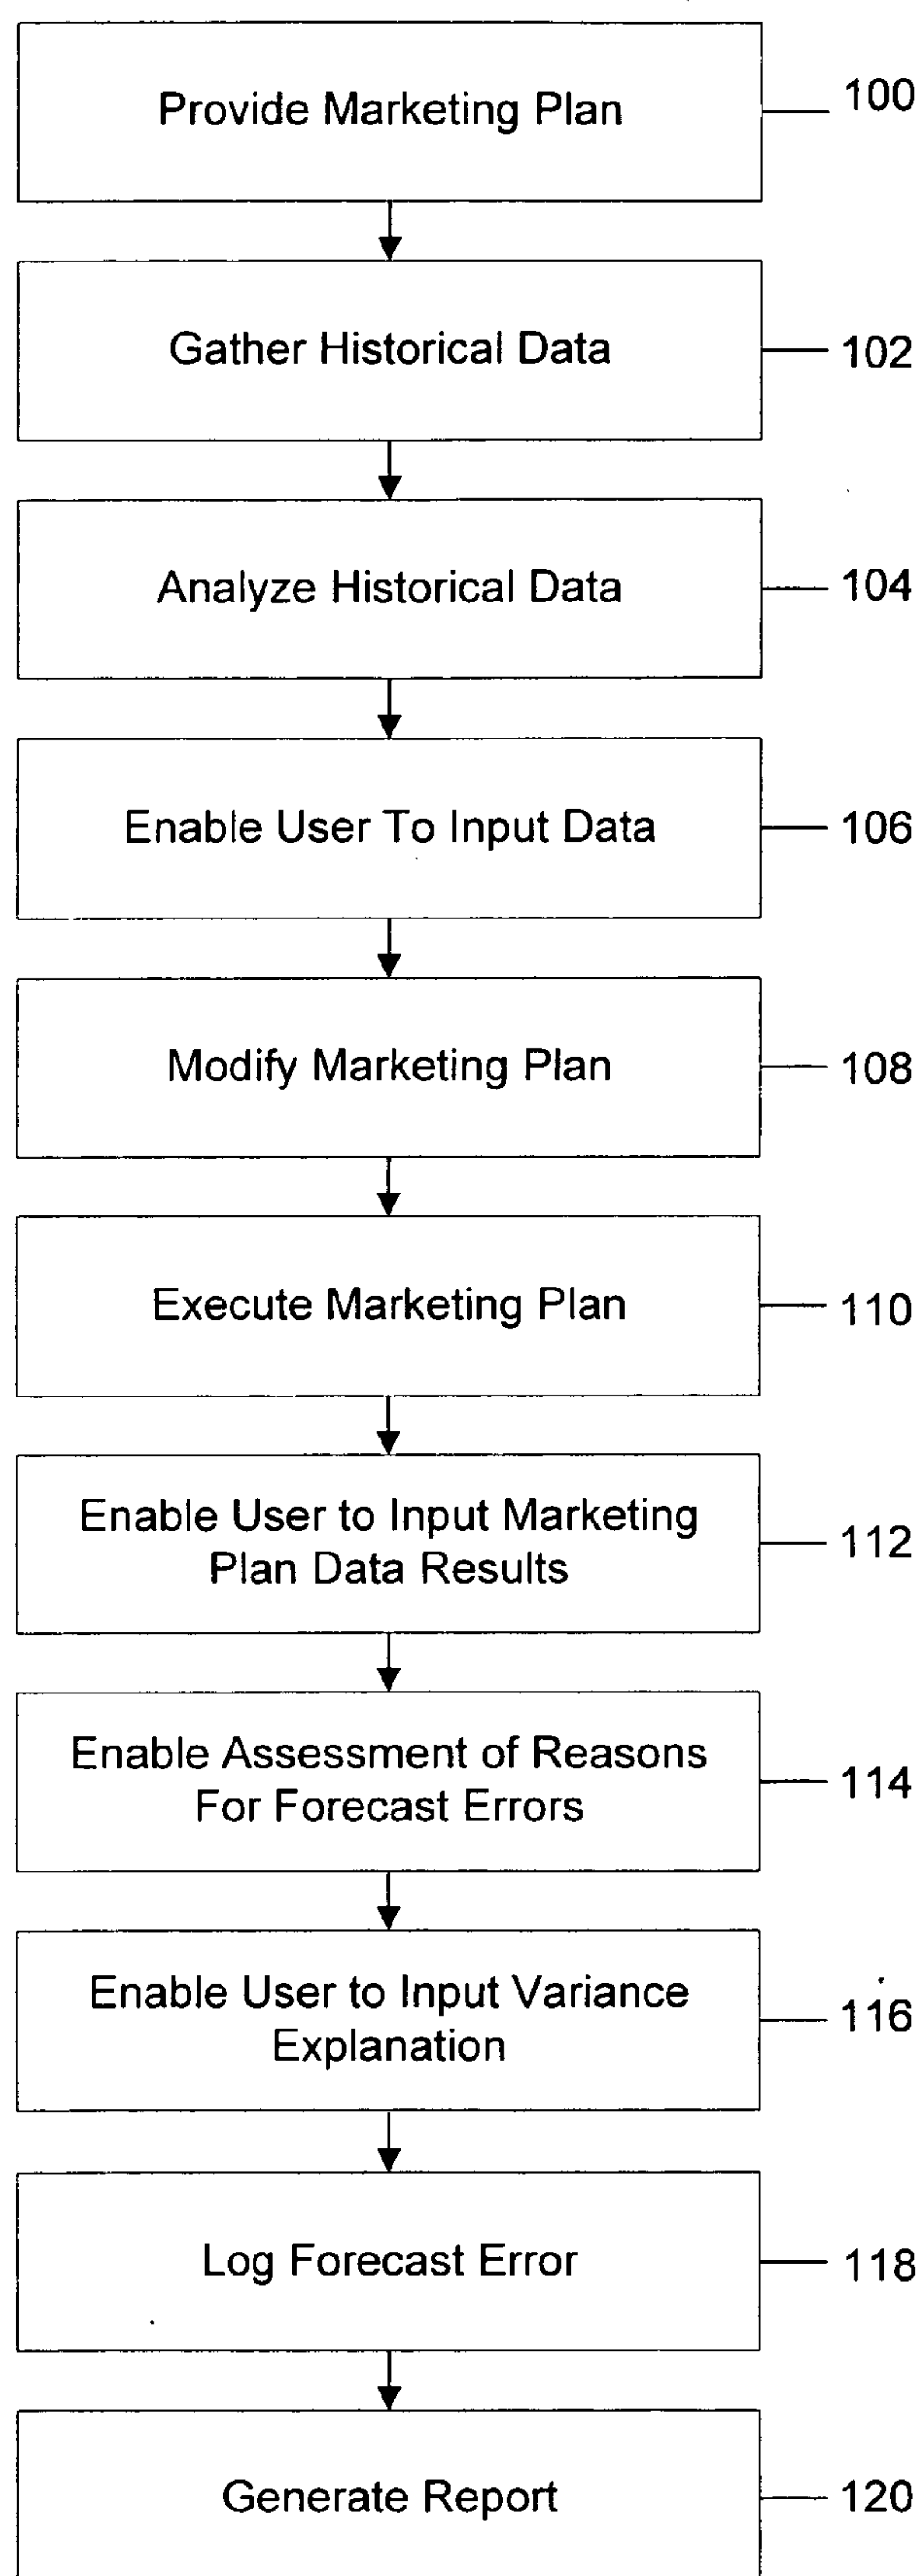 Provide Marketing Plan
100
Gather Historical Data
102
Analyze Historical Data
104
Enable User To Input Data
106
Modify Marketing Plan
108
Execute Marketing Plan
110
Enable User to Input Marketing
Plan Data Results
112
Enable Assessment of Reasons
For Forecast Errors
114
Enable User to Input Variance
Explanation
116
Log Forecast Error
118
Generate Report
120